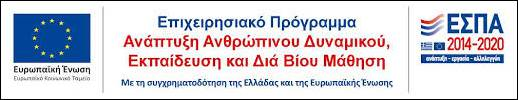 Επιχειρησιακό Πρόγραμμα
Ανάπτυξη Ανθρώπινου Δυναμικού,
Εκπαίδευση και Διά Βίου Μάθηση
Με τη συγχρηματοδότηση της Ελλάδας και της Ευρωπαϊκής Ένωσης
Ευρωπαϊκή Ένωση
Ευρωπαϊκό Κοινωνικό Ταμείο
ΕΣΠΑ
2014-2020
ανάπτυξη - εργασία - αλληλεγγύη